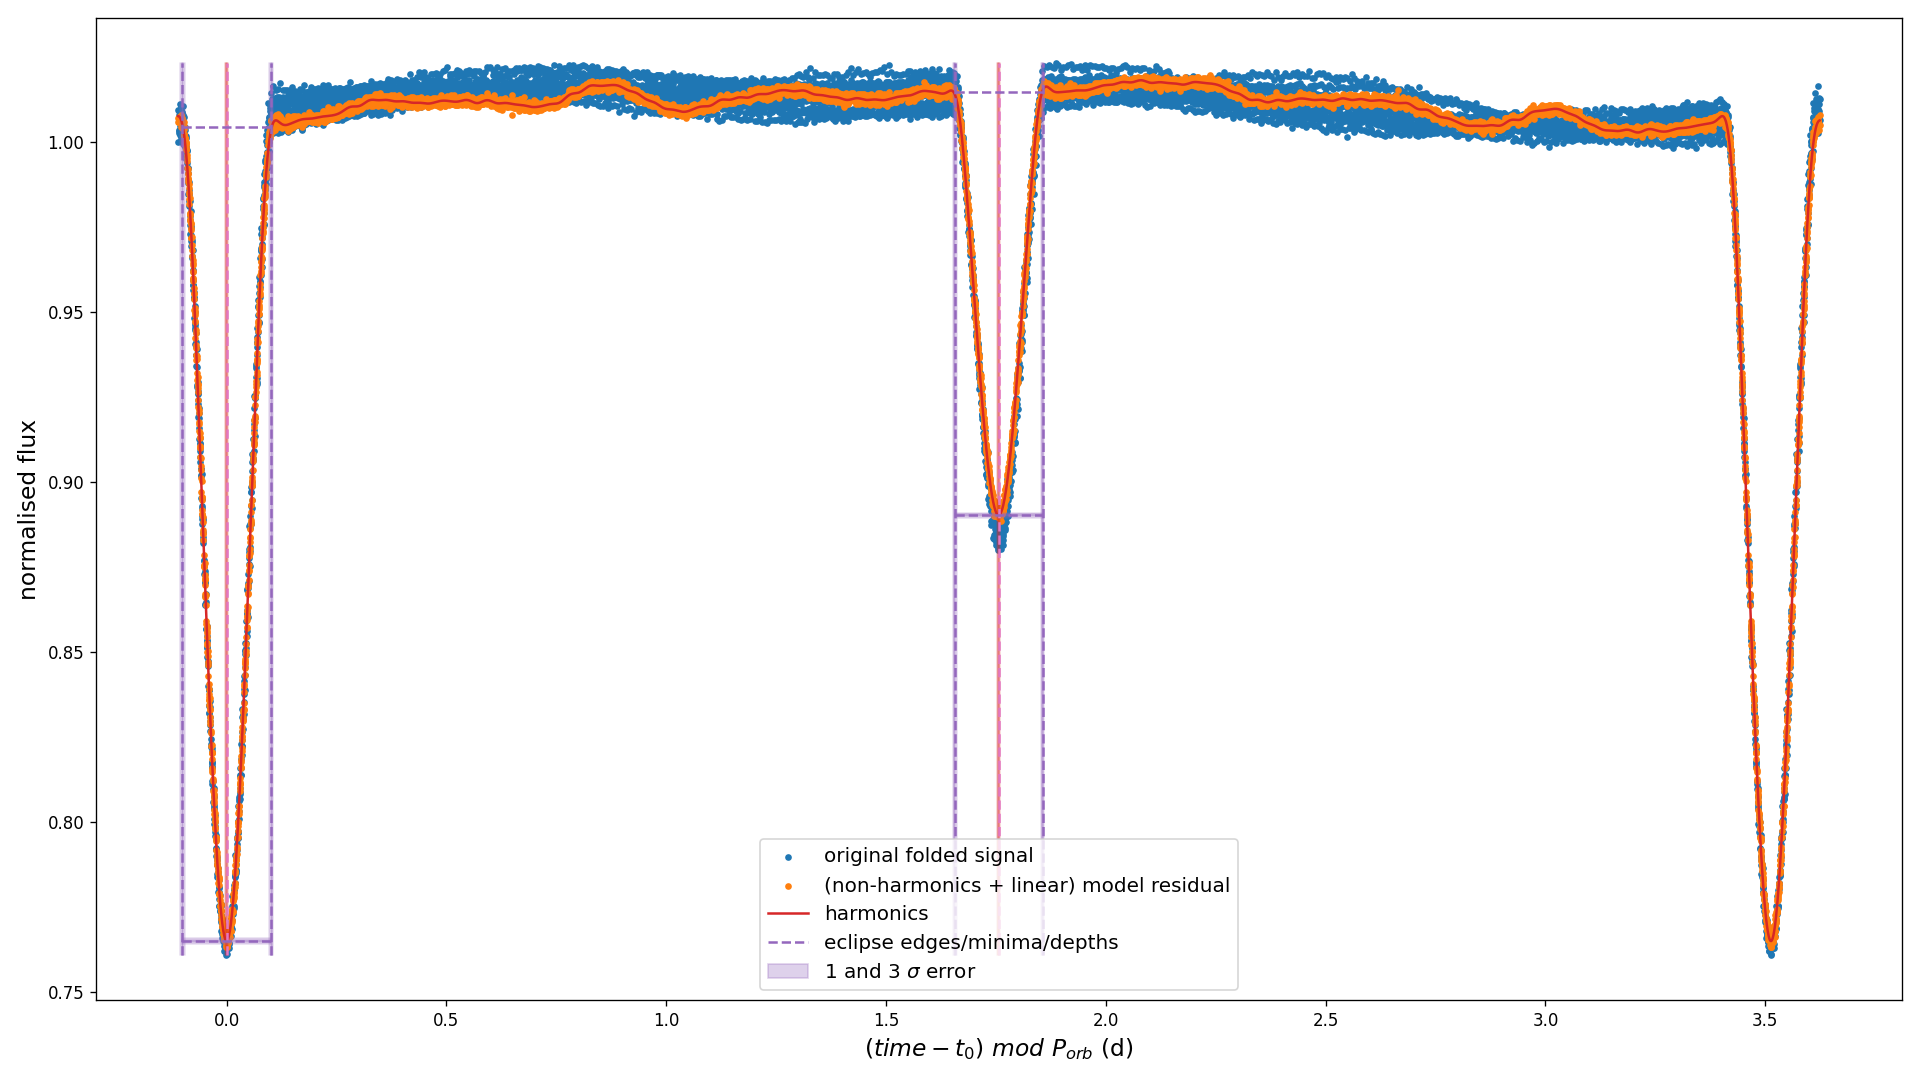 normalised flux
1.00
0.95
0.90
0.85
0.80
0.75
original folded signal
(non-harmonics + linear) model residual
harmonics
eclipse edges/minima/depths
1 and 3 σ error
0.0 0.5 1.0 1.5 2.0 2.5 3.0 3.5
(time − t₀) mod Pₒᵣb (d)